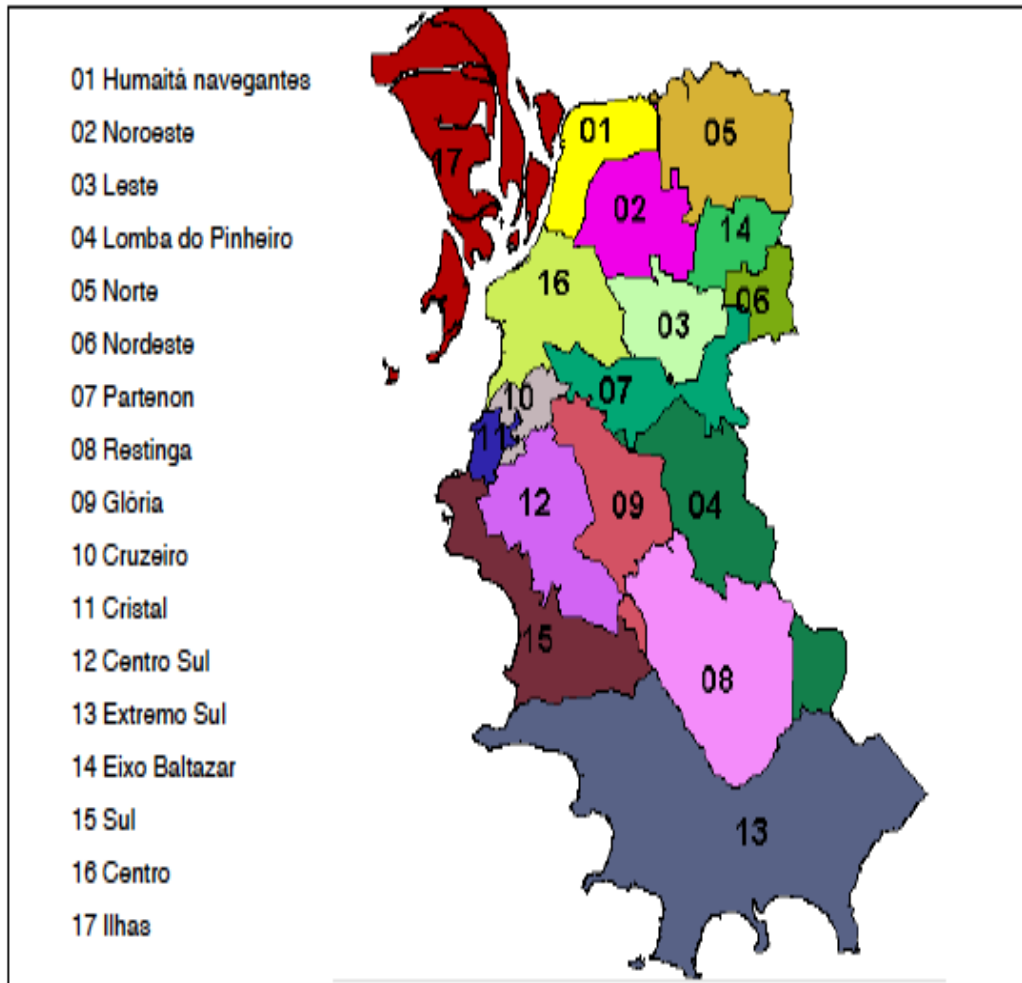 01 Humaitá navegantes
02 Noroeste
03 Leste
04 Lomba do Pinheiro
05 Norte
06 Nordeste
07 Partenon
08 Restinga
09 Glória
10 Cruzeiro
11 Cristal
12 Centro Sul
13 Extremo Sul
14 Eixo Baltazar
15 Sul
16 Centro
17 Ilhas
01
05
17
02
14
16
06
03
07
10
11
12
09
04
15
08
13